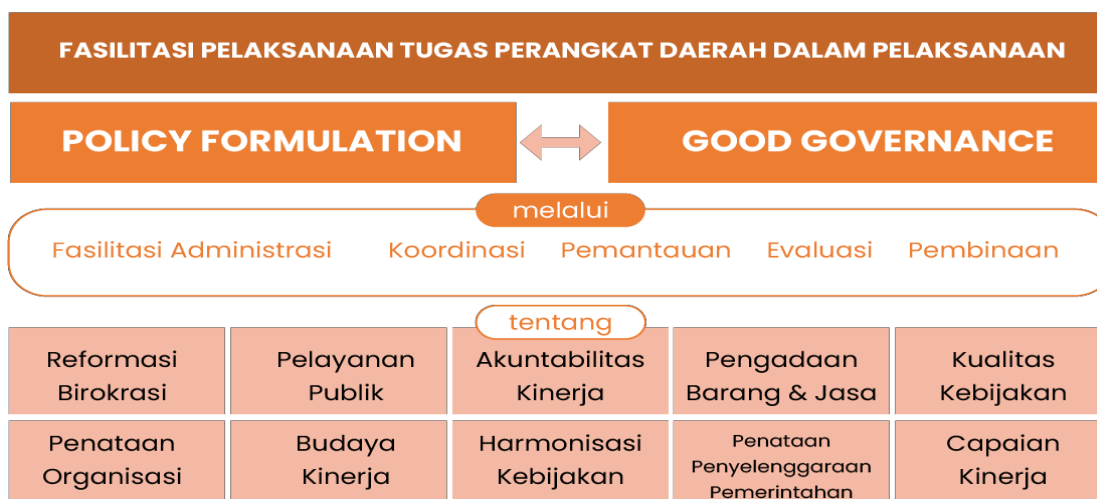 FASILITASI PELAKSANAAN TUGAS PERANGKAT DAERAH DALAM PELAKSANAAN
POLICY FORMULATION
GOOD GOVERNANCE
melalui
Fasilitasi Administrasi Koordinasi Pemantauan Evaluasi Pembinaan
tentang
Reformasi
Birokrasi
Pelayanan
Publik
Akuntabilitas
Kinerja
Pengadaan
Barang & Jasa
Kualitas
Kebijakan
Penataan
Organisasi
Budaya
Kinerja
Harmonisasi
Kebijakan
Penataan
Penyelenggaraan
Pemerintahan
Capaian
Kinerja